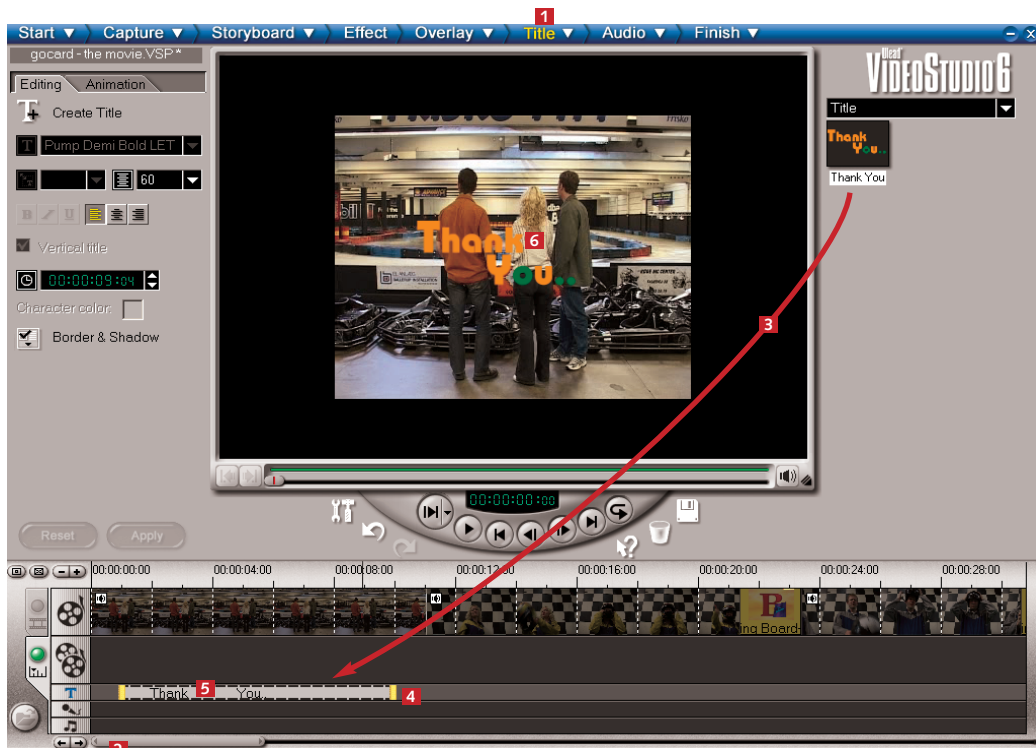 1
Start ▼ Capture ▼ Storyboard ▼ Effect Overlay ▼ Title ▼ Audio ▼ Finish ▼
gocard - the movie.VSP *
Editing Animation
Create Title
Pump Demi Bold LET
60
B I U
Vertical title
00:00:09:04
Character color:
Border & Shadow
Reset Apply
Ulead
VIDEOSTUDIO 6
Title
Thank
You..
Thank You
Thank
6
You..
3
00:00:00:00
00:00:00:00 00:00:04:00 00:00:08:00 00:00:12:00 00:00:16:00 00:00:20:00 00:00:24:00 00:00:28:00
B
ng Board-
T Thank 5 You.. 4
2